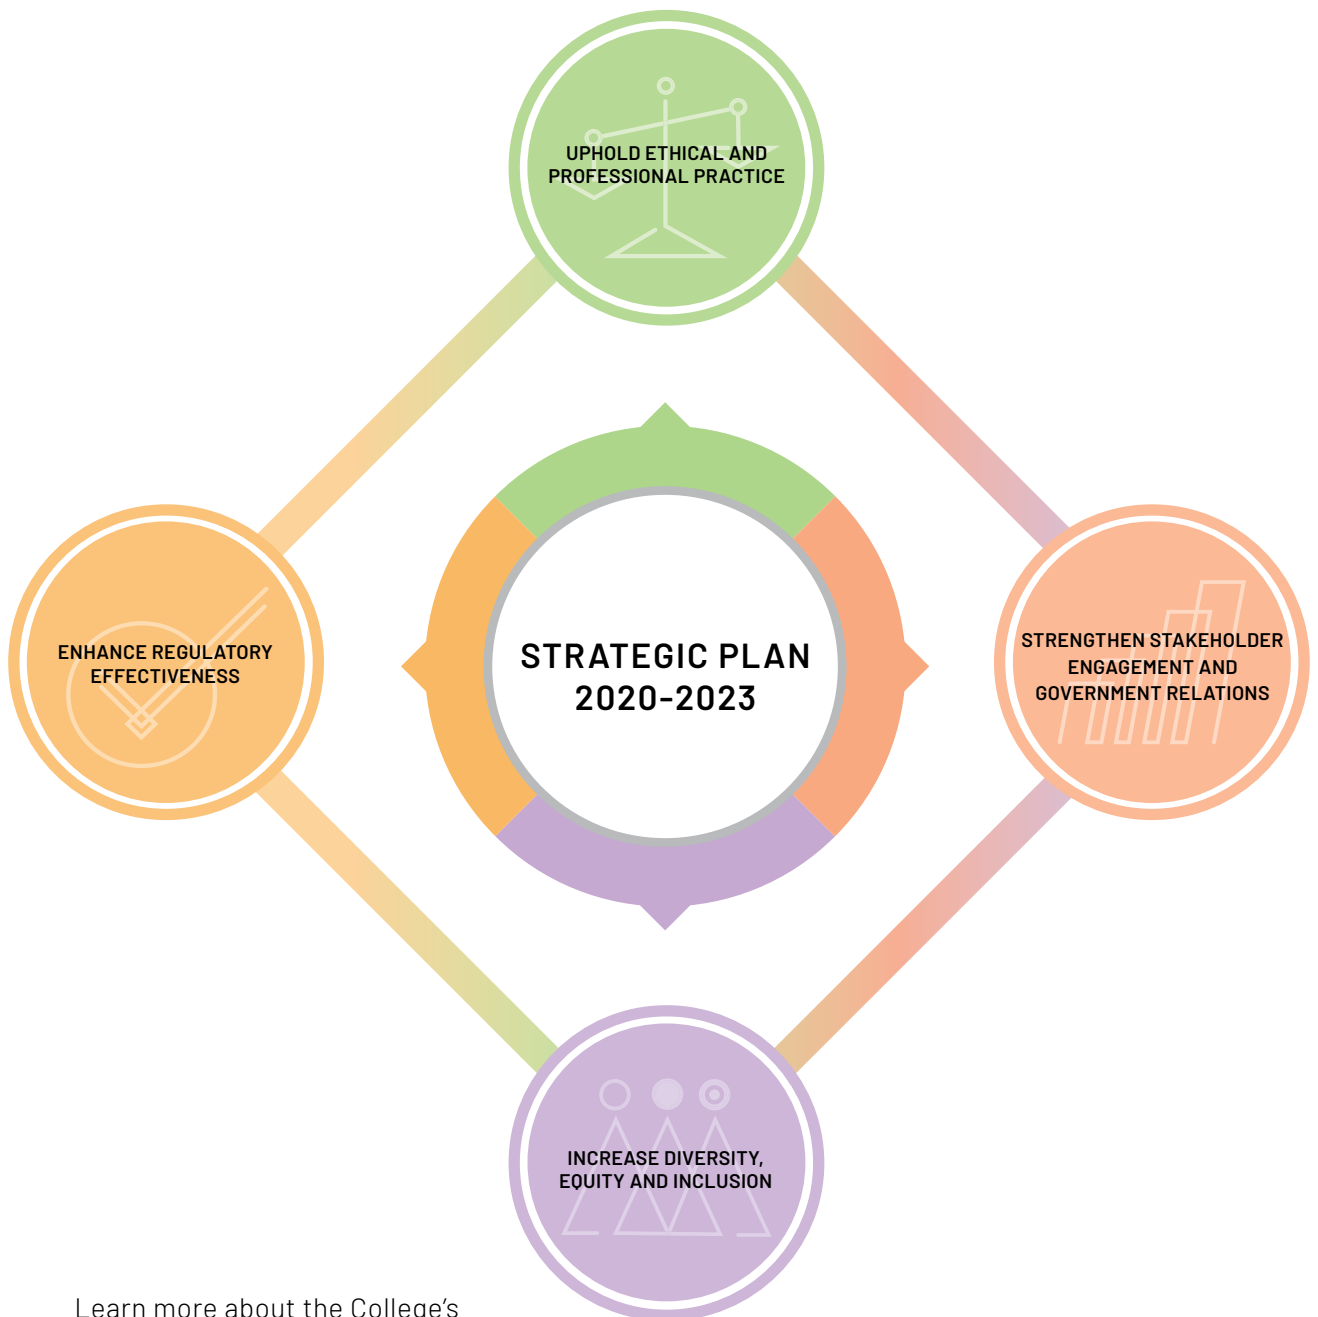 UPHOLD ETHICAL AND
PROFESSIONAL PRACTICE
ENHANCE REGULATORY
EFFECTIVENESS
STRATEGIC PLAN
2020-2023
STRENGTHEN STAKEHOLDER
ENGAGEMENT AND
GOVERNMENT RELATIONS
INCREASE DIVERSITY,
EQUITY AND INCLUSION
Learn more about the College’s